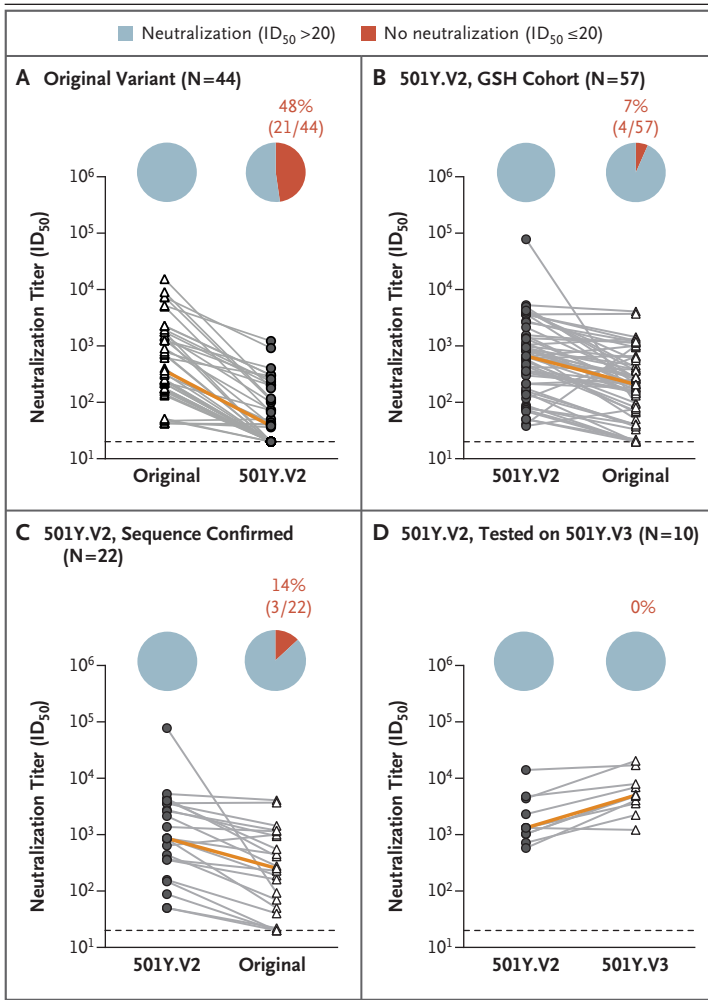 Neutralization (ID50 >20) No neutralization (ID50 ≤20)
A Original Variant (N=44)
48%
(21/44)
10^6
10^5
10^4
10^3
10^2
10^1
Neutralization Titer (ID50)
Original 501Y.V2
B 501Y.V2, GSH Cohort (N=57)
7%
(4/57)
10^6
10^5
10^4
10^3
10^2
10^1
Neutralization Titer (ID50)
501Y.V2 Original
C 501Y.V2, Sequence Confirmed
(N=22)
14%
(3/22)
10^6
10^5
10^4
10^3
10^2
10^1
Neutralization Titer (ID50)
501Y.V2 Original
D 501Y.V2, Tested on 501Y.V3 (N=10)
0%
10^6
10^5
10^4
10^3
10^2
10^1
Neutralization Titer (ID50)
501Y.V2 501Y.V3